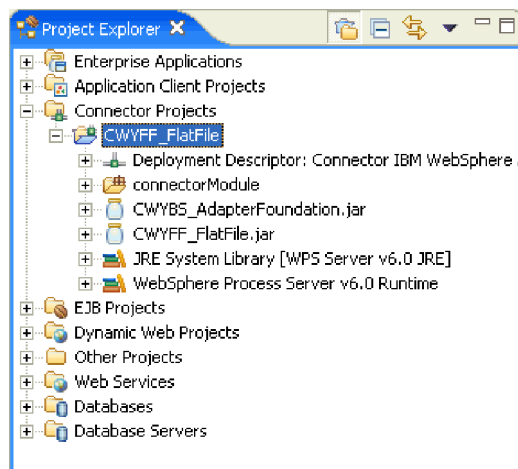 Project Explorer
Enterprise Applications
Application Client Projects
Connector Projects
CWYFF_FlatFile
Deployment Descriptor: Connector IBM WebSphere
connectorModule
CWYBS_AdapterFoundation.jar
CWYFF_FlatFile.jar
JRE System Library [WPS Server v6.0 JRE]
WebSphere Process Server v6.0 Runtime
EJB Projects
Dynamic Web Projects
Other Projects
Web Services
Databases
Database Servers